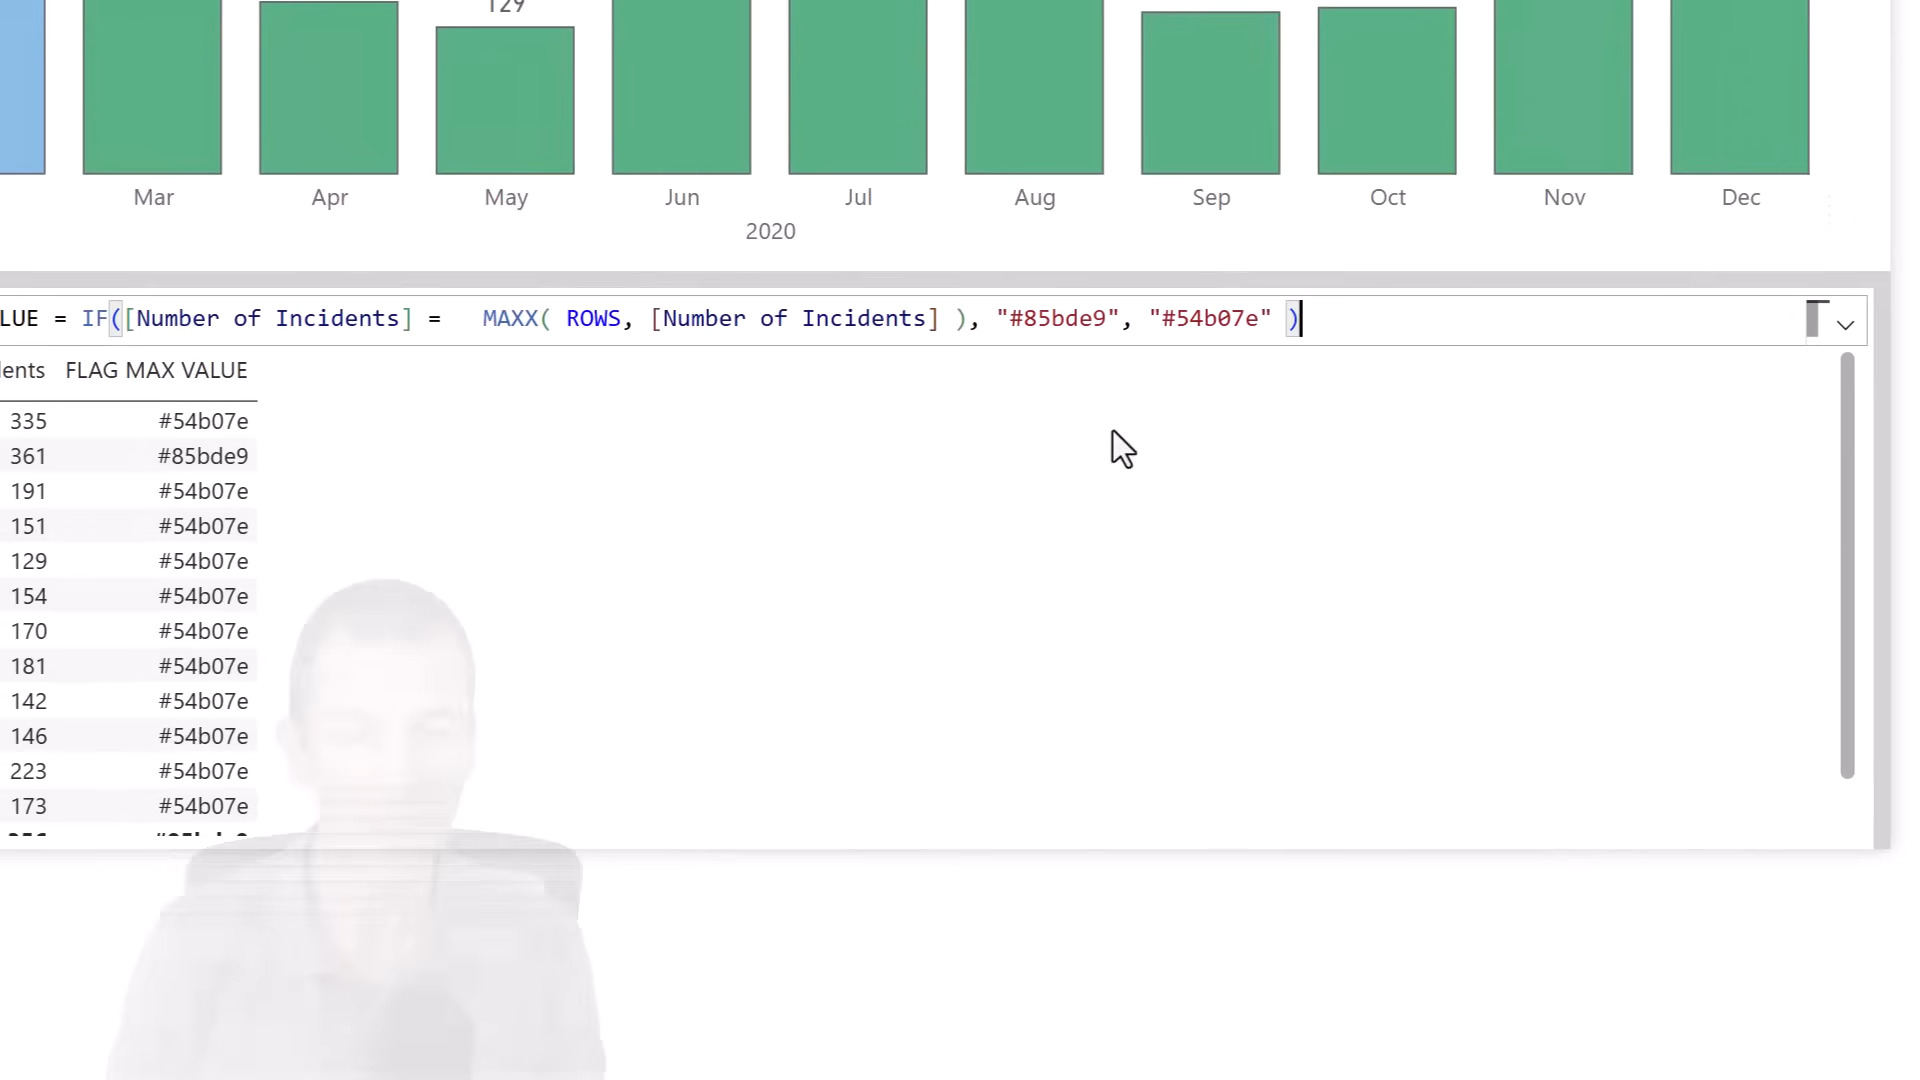 129
Mar Apr May Jun Jul Aug Sep Oct Nov Dec
2020
LUE = IF([Number of Incidents] = MAXX( ROWS, [Number of Incidents] ), "#85bde9", "#54b07e" )
ents FLAG MAX VALUE
335 #54b07e
361 #85bde9
191 #54b07e
151 #54b07e
129 #54b07e
154 #54b07e
170 #54b07e
181 #54b07e
142 #54b07e
146 #54b07e
223 #54b07e
173 #54b07e